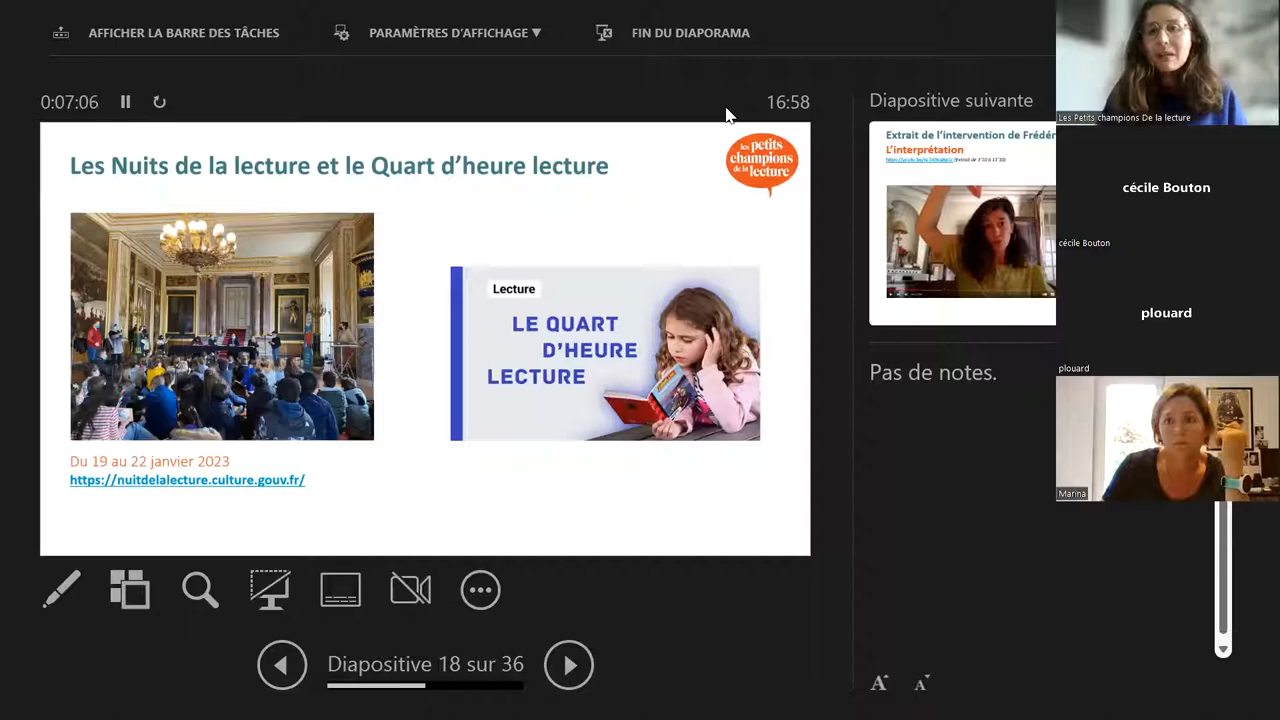 AFFICHER LA BARRE DES TÂCHES
PARAMÈTRES D'AFFICHAGE ▼
FIN DU DIAPORAMA
0:07:06
16:58
Les Nuits de la lecture et le Quart d'heure lecture
les petits
champions
de la lecture
Lecture
LE QUART
D'HEURE
LECTURE
Du 19 au 22 janvier 2023
https://nuitdelalecture.culture.gouv.fr/
Diapositive 18 sur 36
Diapositive suivante
Extrait de l'intervention de Frédér
L'interprétation
Pas de notes.
A
A
Les Petits champions De la lecture
cécile Bouton
cécile Bouton
plouard
plouard
Marina